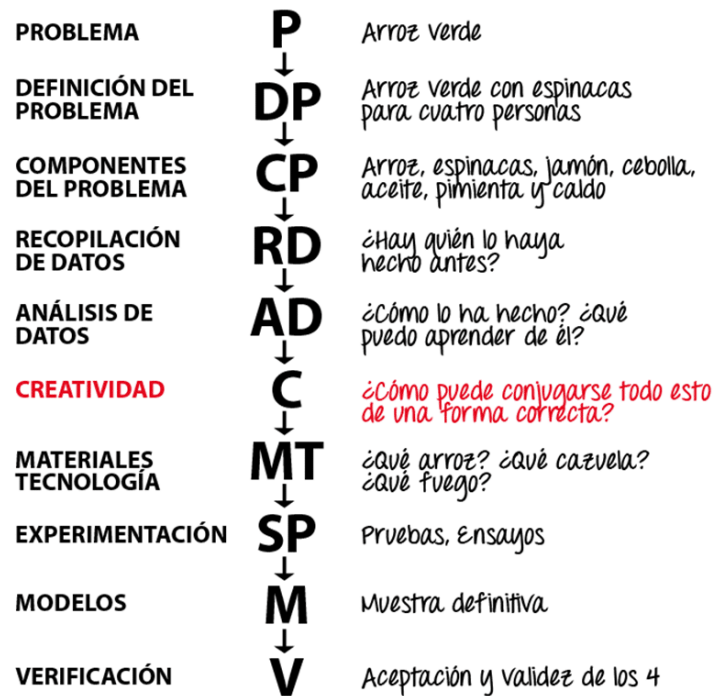 PROBLEMA P Arroz verde
DEFINICIÓN DEL PROBLEMA DP Arroz verde con espinacas
para cuatro personas
COMPONENTES DEL PROBLEMA CP Arroz, espinacas, jamón, cebolla,
aceite, pimienta y caldo
RECOPILACIÓN DE DATOS RD ¿Hay quién lo haya
hecho antes?
ANÁLISIS DE DATOS AD ¿Cómo lo ha hecho? ¿Qué
puedo aprender de él?
CREATIVIDAD C ¿Cómo puede conjugarse todo esto
de una forma correcta?
MATERIALES TECNOLOGÍA MT ¿Qué arroz? ¿Qué cazuela?
¿Qué fuego?
EXPERIMENTACIÓN SP Pruebas, Ensayos
MODELOS M Muestra definitiva
VERIFICACIÓN V Aceptación y validez de los 4